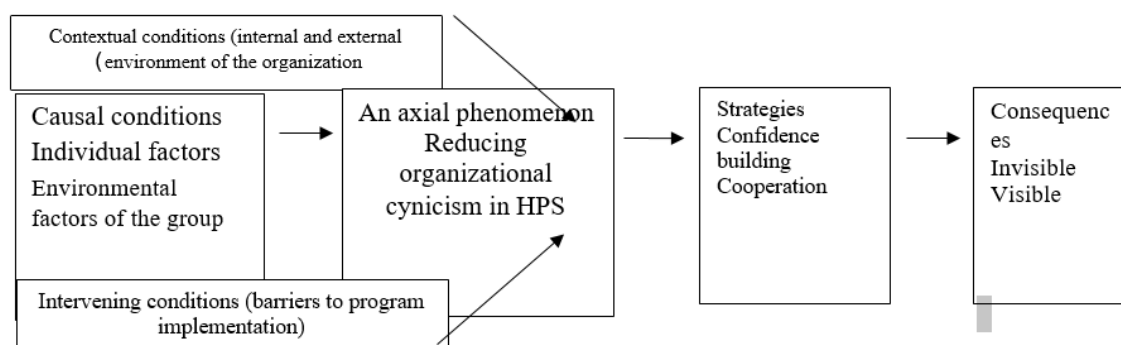 Contextual conditions (internal and external
(environment of the organization
Causal conditions
Individual factors
Environmental
factors of the group
An axial phenomenon
Reducing
organizational
cynicism in HPS
Strategies
Confidence
building
Cooperation
Consequenc
es
Invisible
Visible
Intervening conditions (barriers to program
implementation)